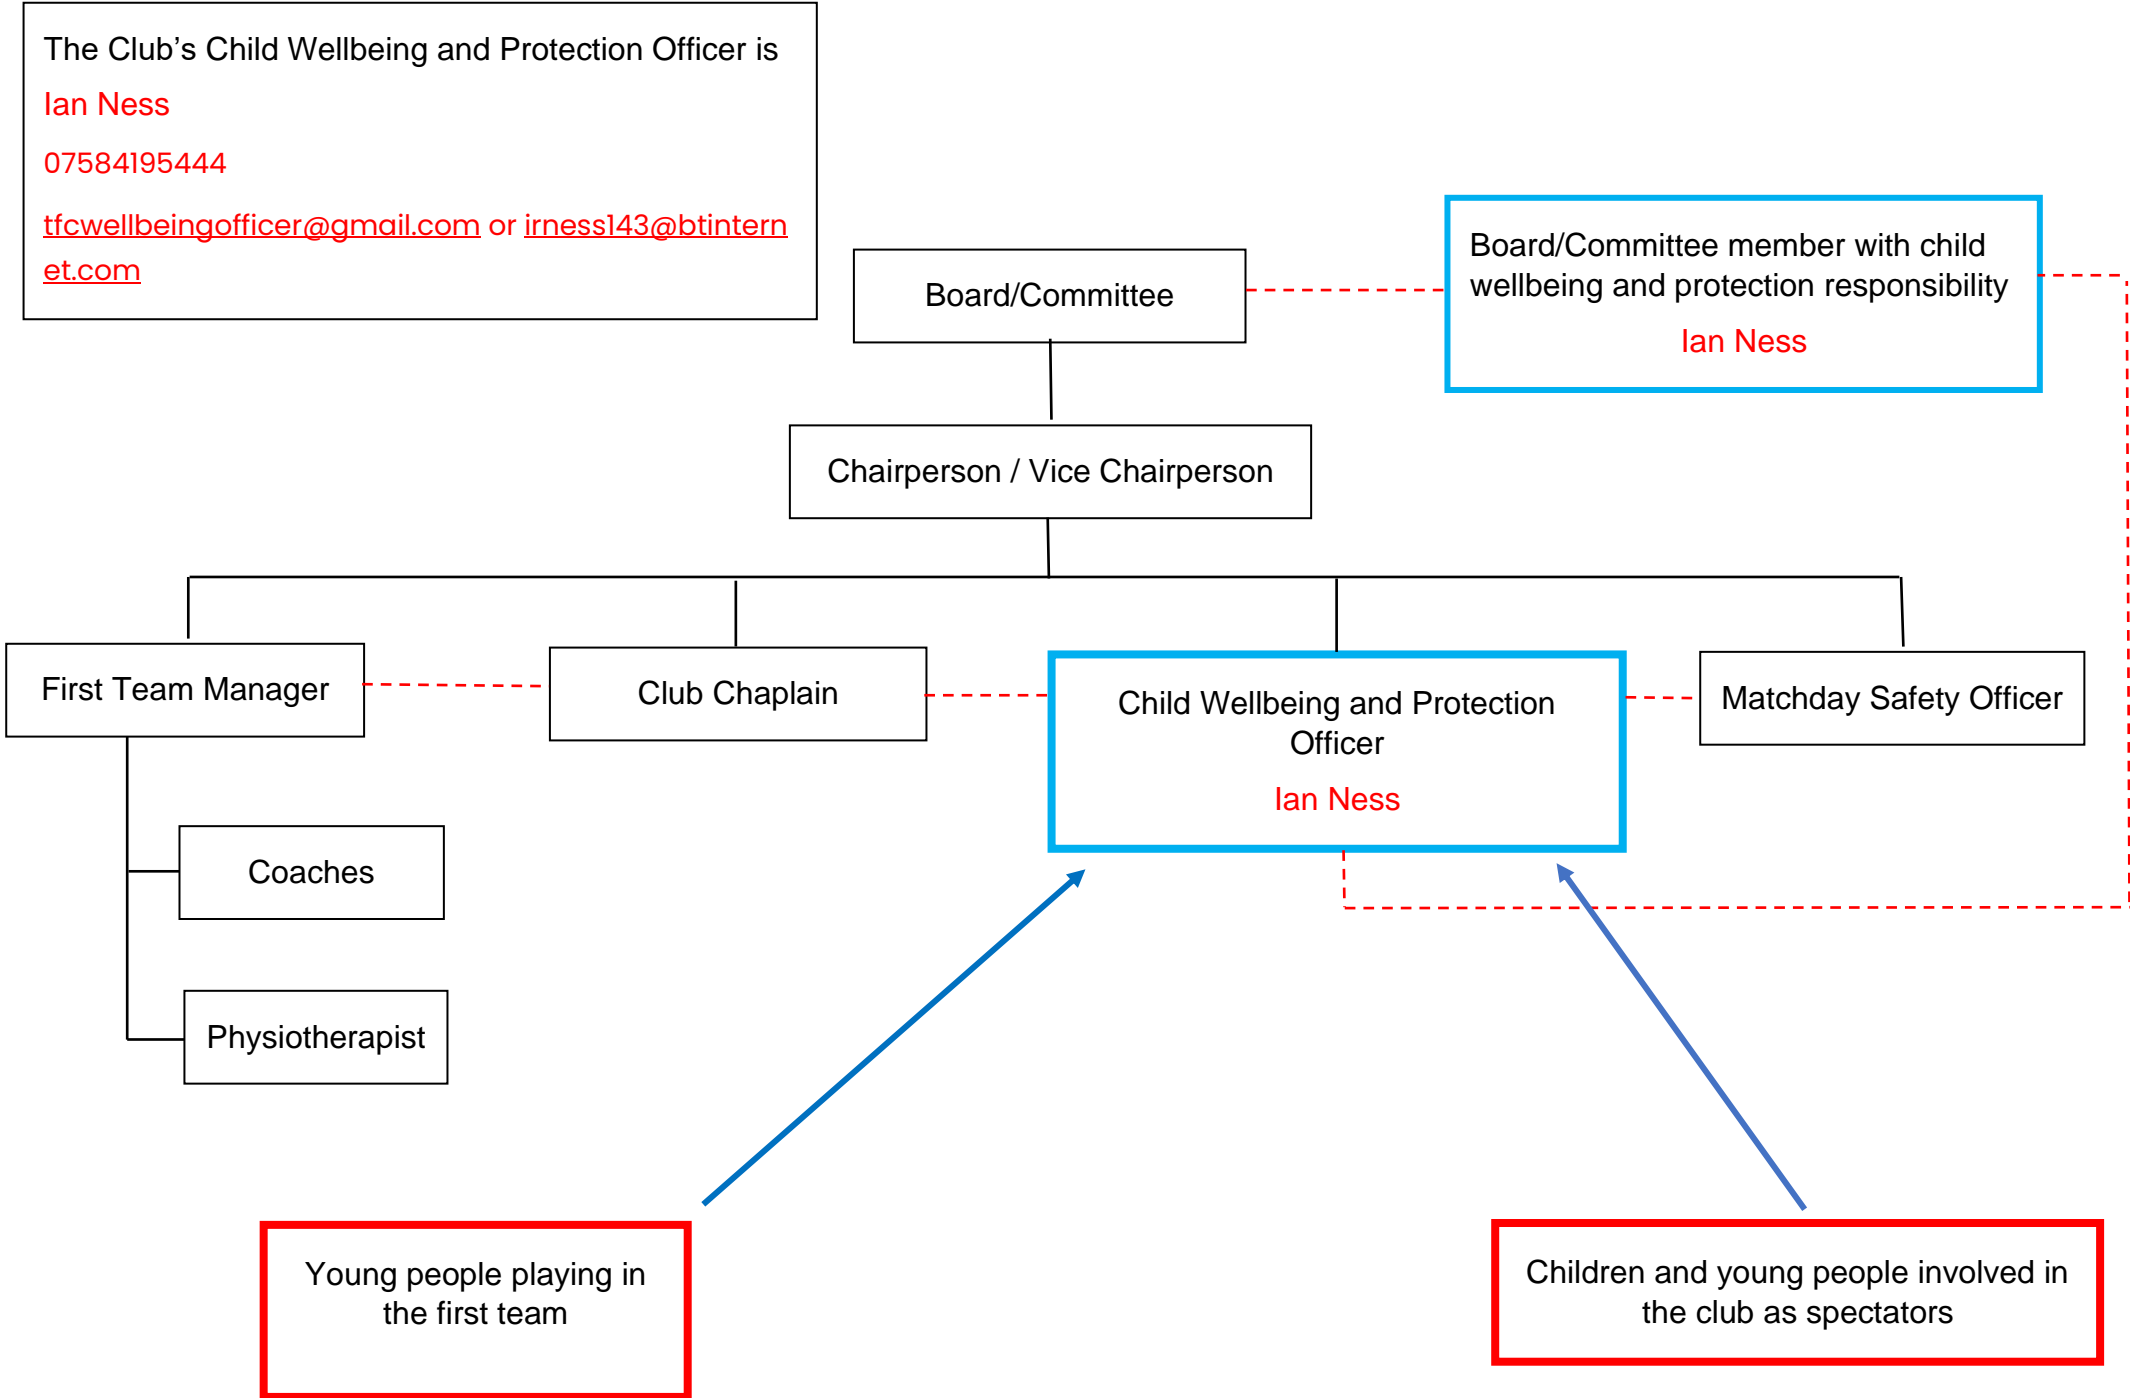 The Club’s Child Wellbeing and Protection Officer is
Ian Ness
07584195444
tfcwellbeingofficer@gmail.com or irness143@btintern
et.com
Board/Committee
Board/Committee member with child
wellbeing and protection responsibility
Ian Ness
Chairperson / Vice Chairperson
First Team Manager
Club Chaplain
Child Wellbeing and Protection
Officer
Ian Ness
Matchday Safety Officer
Coaches
Physiotherapist
Young people playing in
the first team
Children and young people involved in
the club as spectators